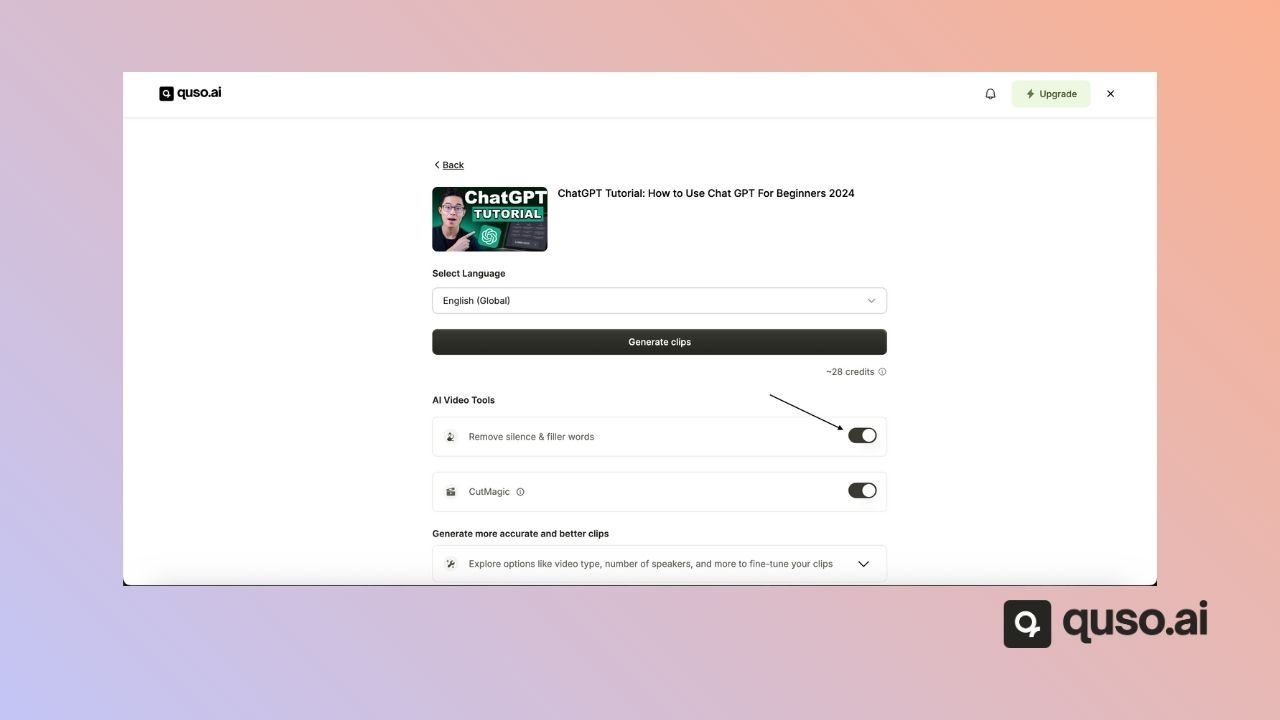 quso.ai
Upgrade
Back
ChatGPT
TUTORIAL
ChatGPT Tutorial: How to Use Chat GPT For Beginners 2024
Select Language
English (Global)
Generate clips
~28 credits
AI Video Tools
Remove silence & filler words
CutMagic
Generate more accurate and better clips
Explore options like video type, number of speakers, and more to fine-tune your clips
quso.ai